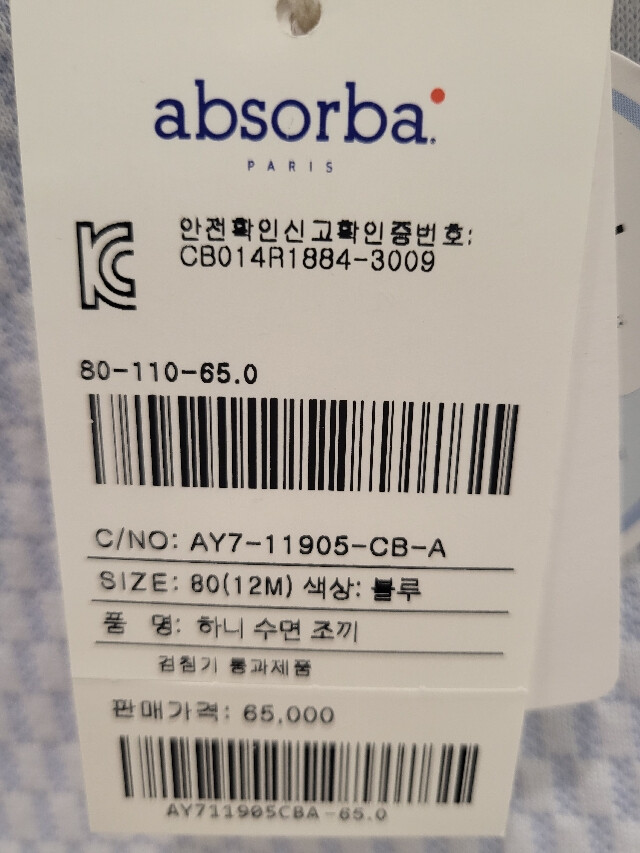 absorba.
PARIS
안전확인신고확인증번호:
CB014R1884-3009
80-110-65.0
C/NO: AY7-11905-CB-A
SIZE: 80(12M) 색상: 블루
품 명: 하니 수면 조끼
검침기 통과제품
판매가격: 65,000
AY711905CBA-65.0